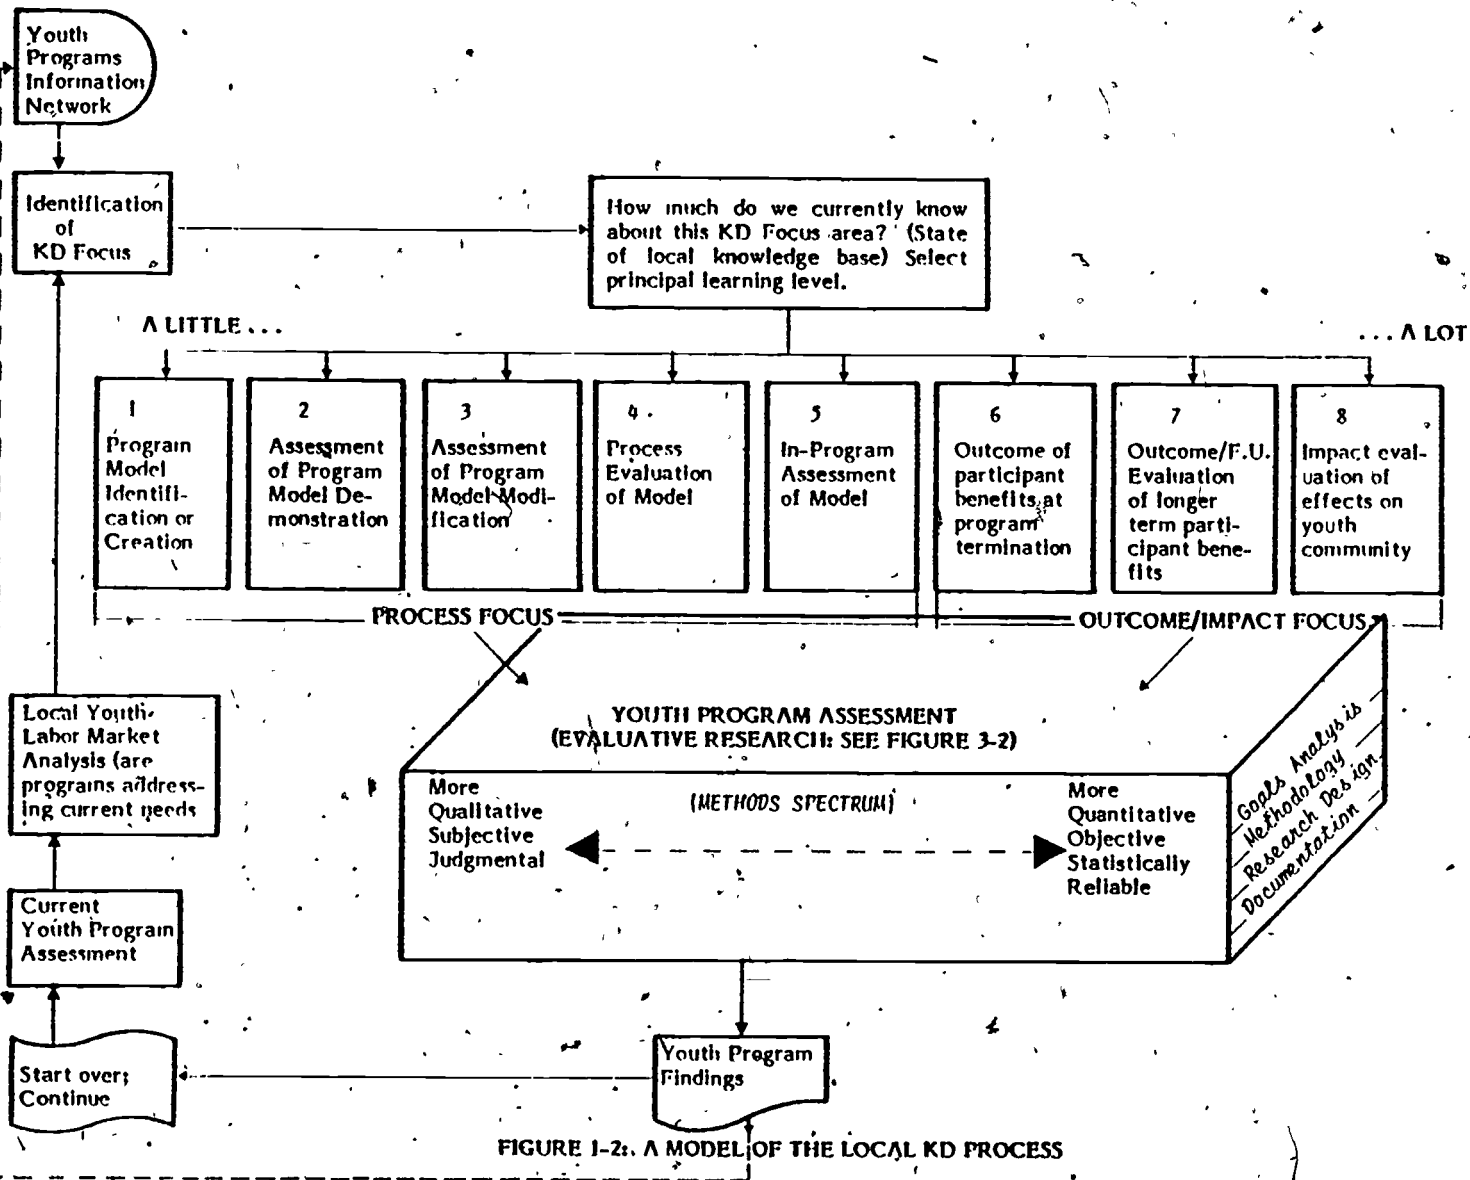 Youth
Programs
Information
Network
Identification
of
KD Focus
How much do we currently know
about this KD Focus area? (State
of local knowledge base) Select
principal learning level.
A LITTLE . . .
. . . A LOT
1
Program
Model
Identifi-
cation or
Creation
2
Assessment
of Program
Model De-
monstration
3
Assessment
of Program
Model Modi-
fication
4.
Process
Evaluation
of Model
5
In-Program
Assessment
of Model
6
Outcome of
participant
benefits at
program
termination
7
Outcome/F.U.
Evaluation
of longer
term parti-
cipant bene-
fits
8
Impact eval-
uation of
effects on
youth
community
PROCESS FOCUS
OUTCOME/IMPACT FOCUS
YOUTH PROGRAM ASSESSMENT
(EVALUATIVE RESEARCH: SEE FIGURE 3-2)
More
Qualitative
Subjective
Judgmental
(METHODS SPECTRUM)
More
Quantitative
Objective
Statistically
Reliable
Goals Analysis
Methodology
Research Design
Documentation
Local Youth
Labor Market
Analysis (are
programs address-
ing current needs
Current
Youth Program
Assessment
Start over;
Continue
Youth Program
Findings
FIGURE 1-2:. A MODEL OF THE LOCAL KD PROCESS